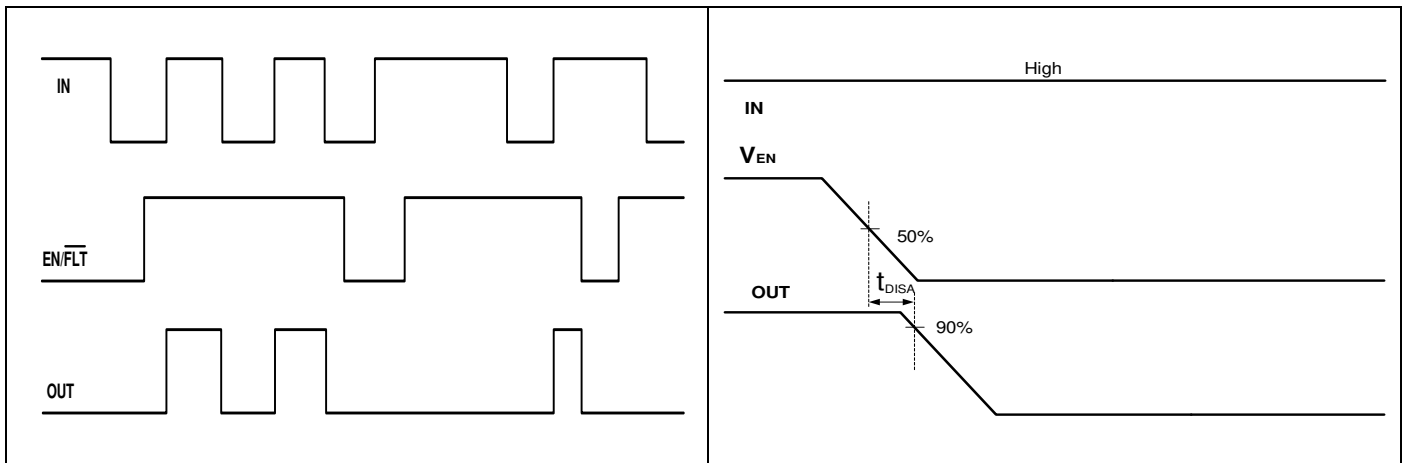 IN
EN/FLT
OUT
High
IN
VEN
50%
OUT
tDISA
90%